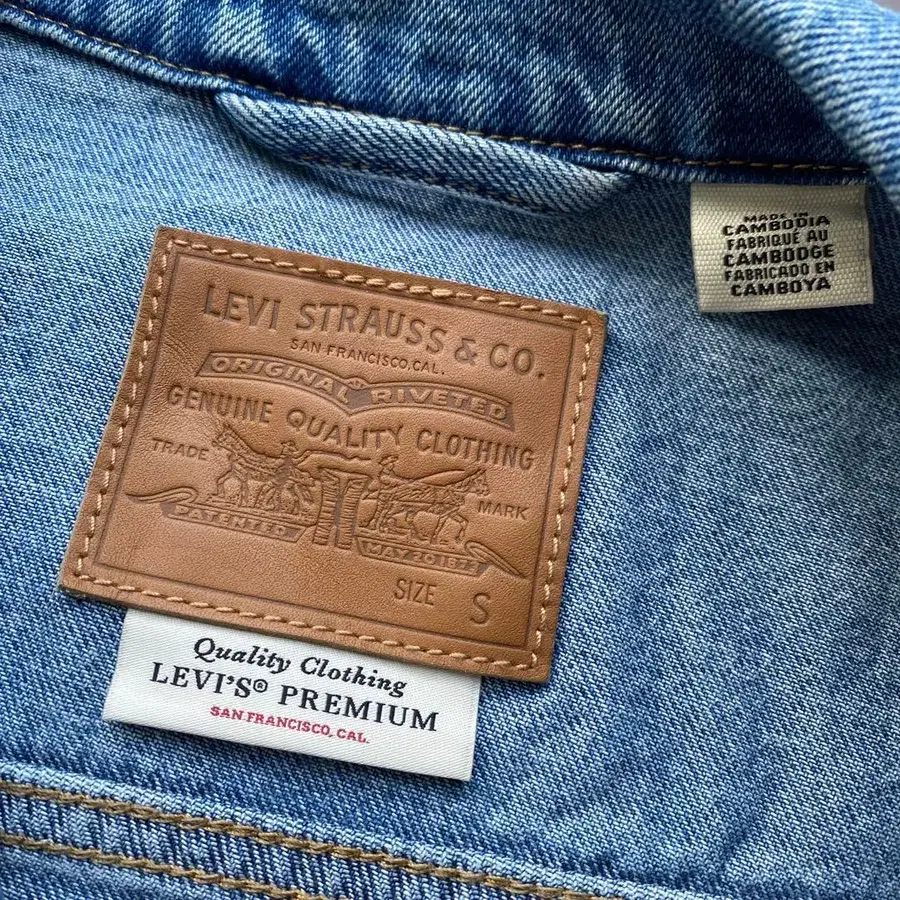 LEVI STRAUSS & CO.
SAN FRANCISCO, CAL.
ORIGINAL RIVETED
GENUINE QUALITY CLOTHING
TRADE MARK
PATENTED MAY 20 1873
SIZE S
Quality Clothing
LEVI'S® PREMIUM
SAN FRANCISCO, CAL.
MADE IN
CAMBODIA
FABRIQUÉ AU
CAMBODGE
FABRICADO EN
CAMBOYA